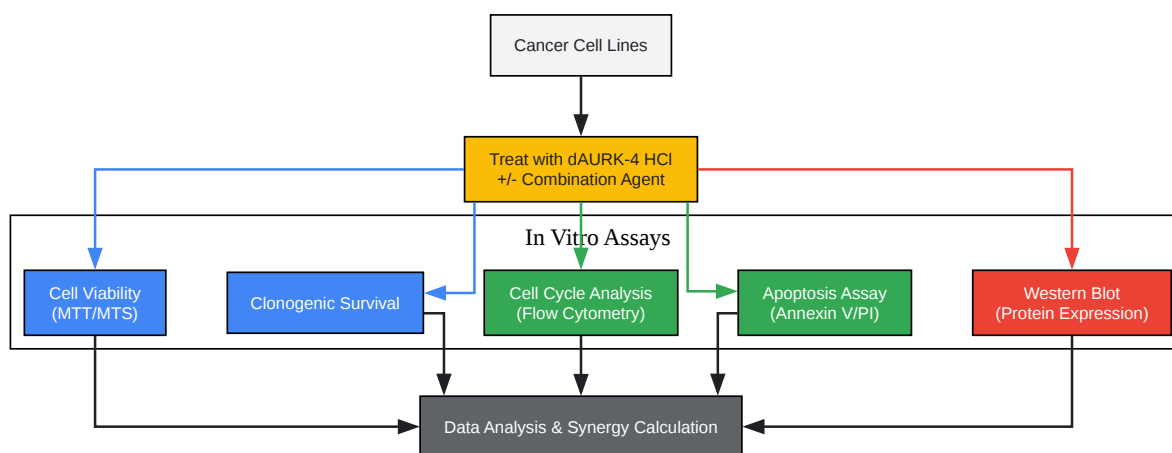 Cancer Cell Lines
Treat with dAURK-4 HCl
+/- Combination Agent
In Vitro Assays
Cell Viability
(MTT/MTS)
Clonogenic Survival
Cell Cycle Analysis
(Flow Cytometry)
Apoptosis Assay
(Annexin V/PI)
Western Blot
(Protein Expression)
Data Analysis & Synergy Calculation